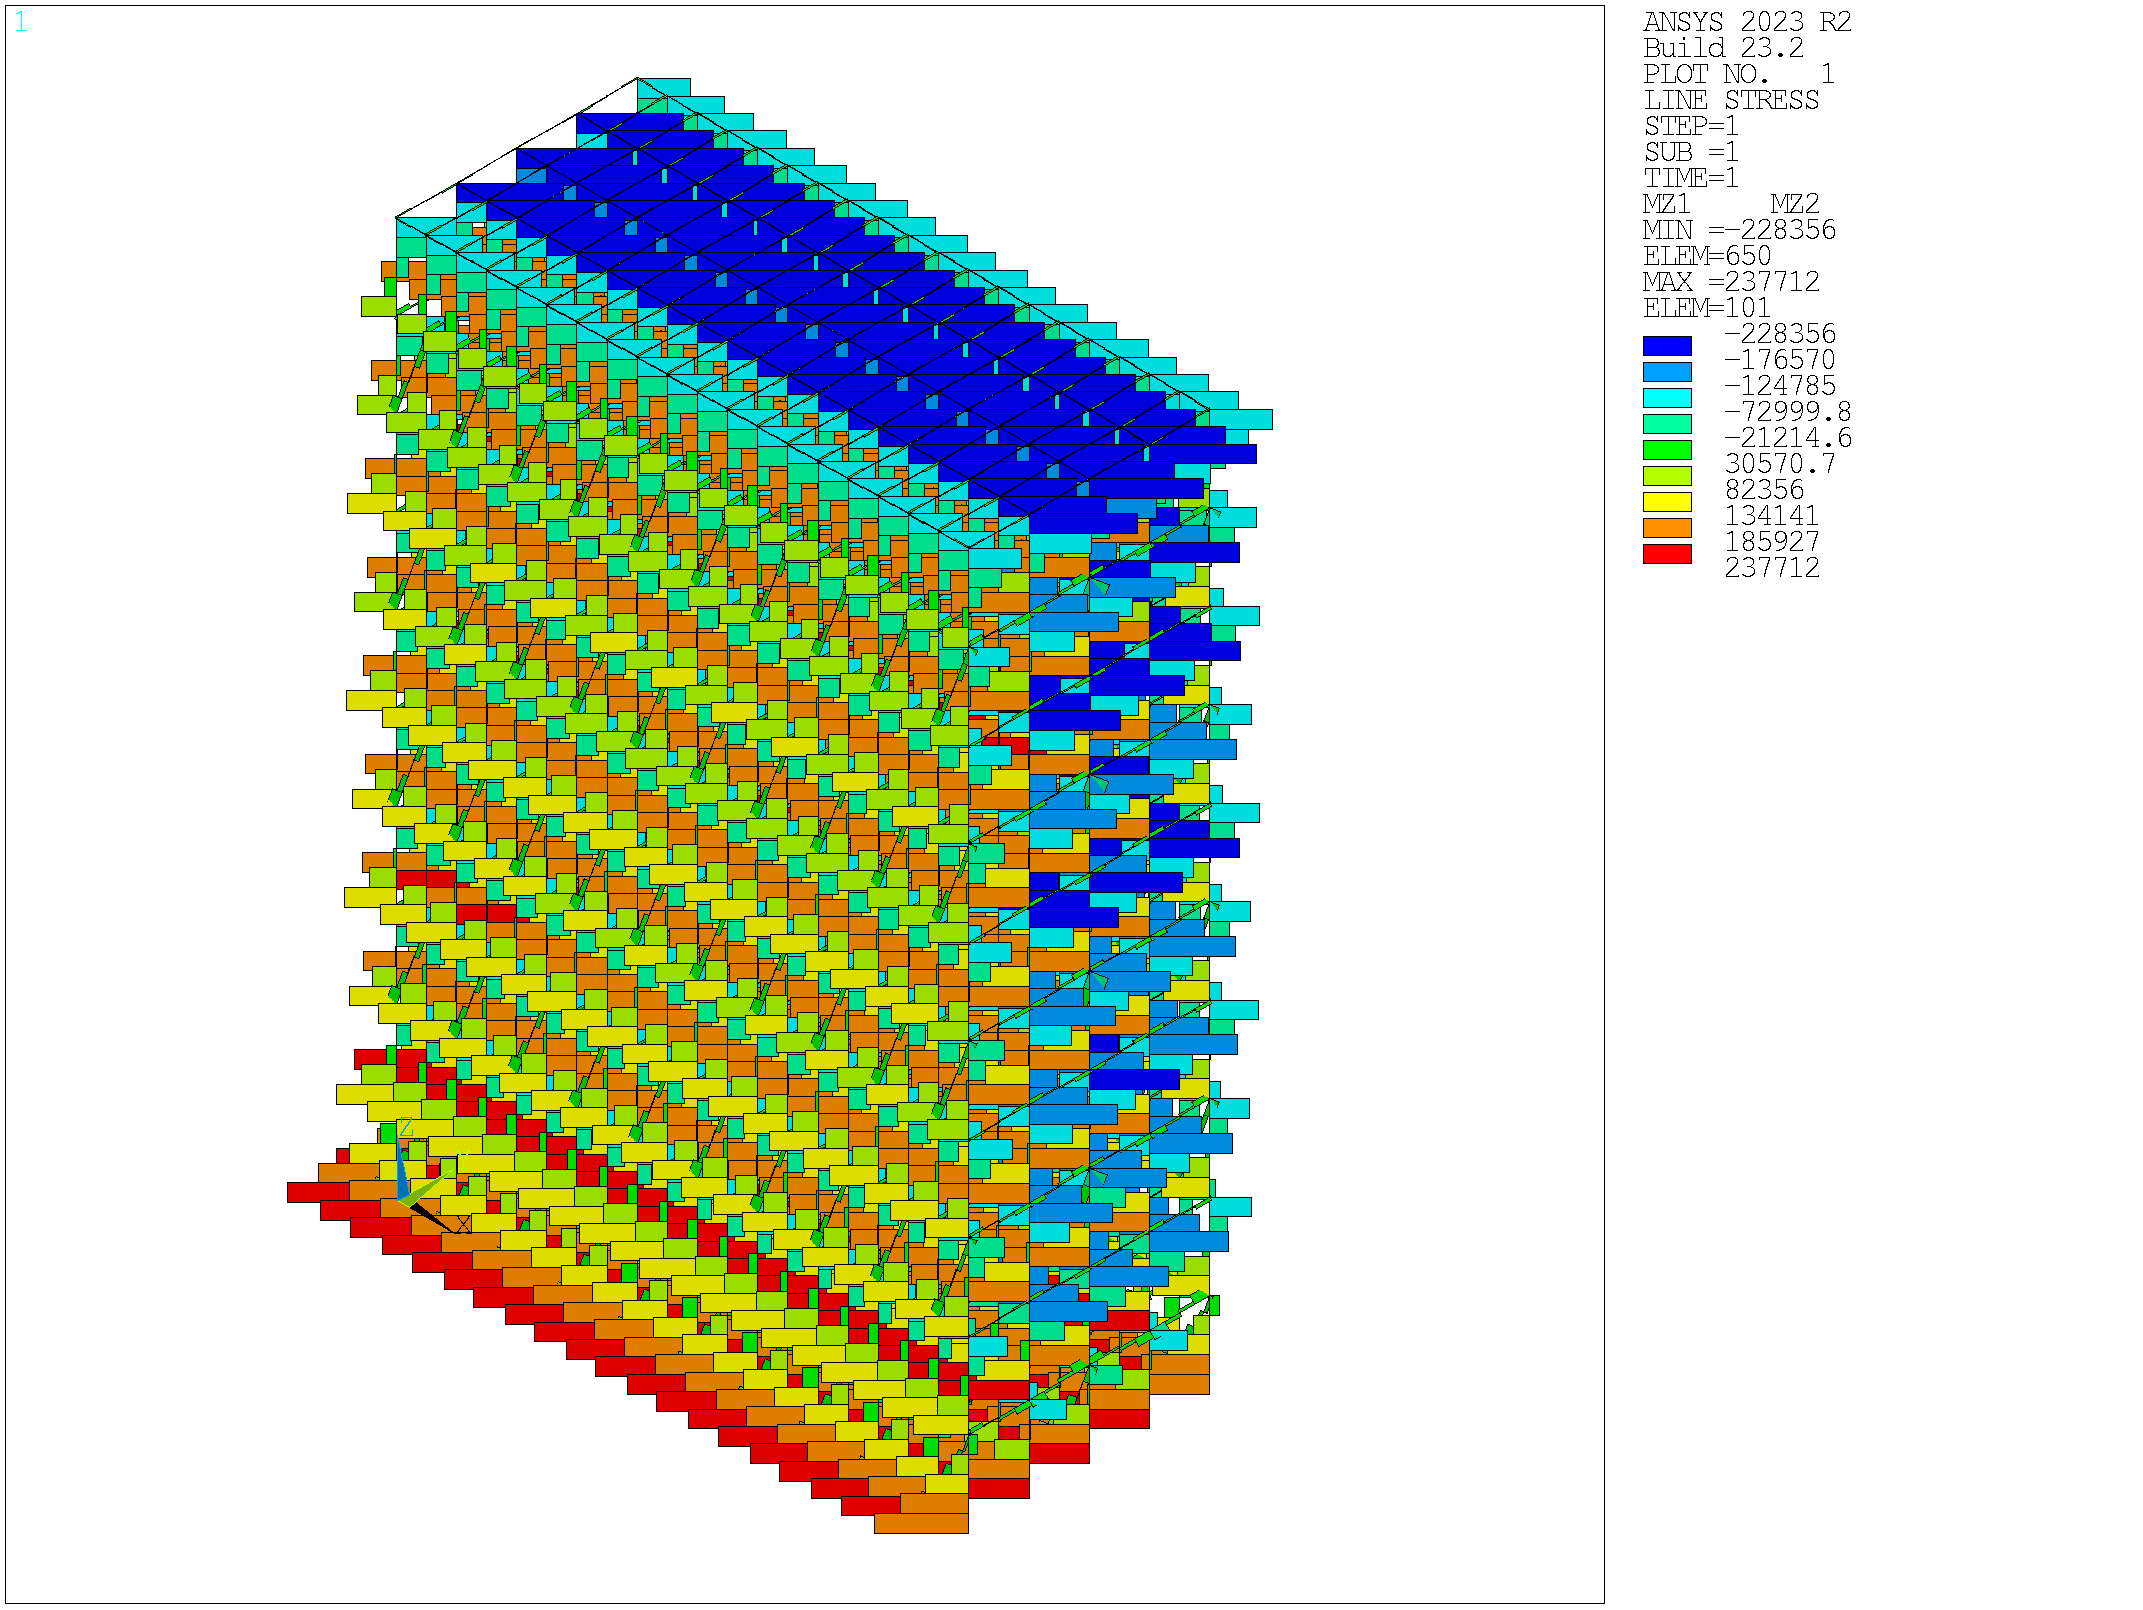 1
ANSYS 2023 R2
Build 23.2
PLOT NO. 1
LINE STRESS
STEP=1
SUB =1
TIME=1
MZ1 MZ2
MIN =-228356
ELEM=650
MAX =237712
ELEM=101
-228356
-176570
-124785
-72999.8
-21214.6
30570.7
82356
134141
185927
237712
Z
X